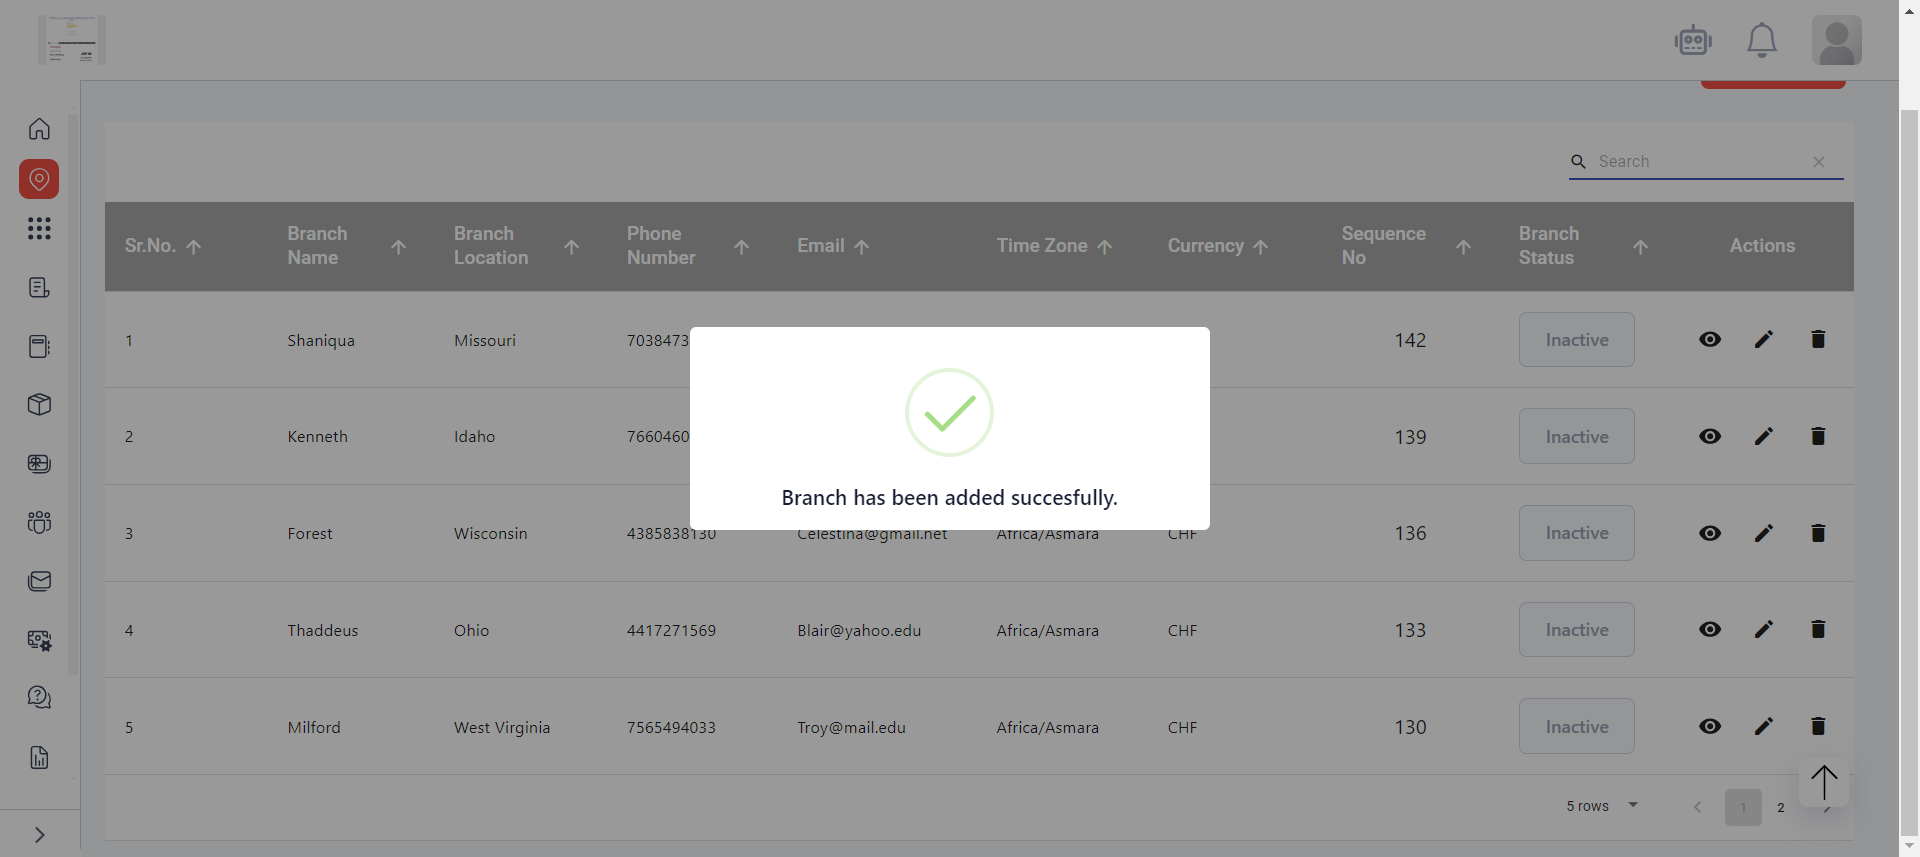 Search
Sr.No. Branch Name Branch Location Phone Number Email Time Zone Currency Sequence No Branch Status Actions
1 Shaniqua Missouri 7038473 142 Inactive
2 Kenneth Idaho 7660460 139 Inactive
Branch has been added succesfully.
3 Forest Wisconsin 4385838130 Celestina@gmail.net Africa/Asmara CHF 136 Inactive
4 Thaddeus Ohio 4417271569 Blair@yahoo.edu Africa/Asmara CHF 133 Inactive
5 Milford West Virginia 7565494033 Troy@mail.edu Africa/Asmara CHF 130 Inactive
5 rows 1 2